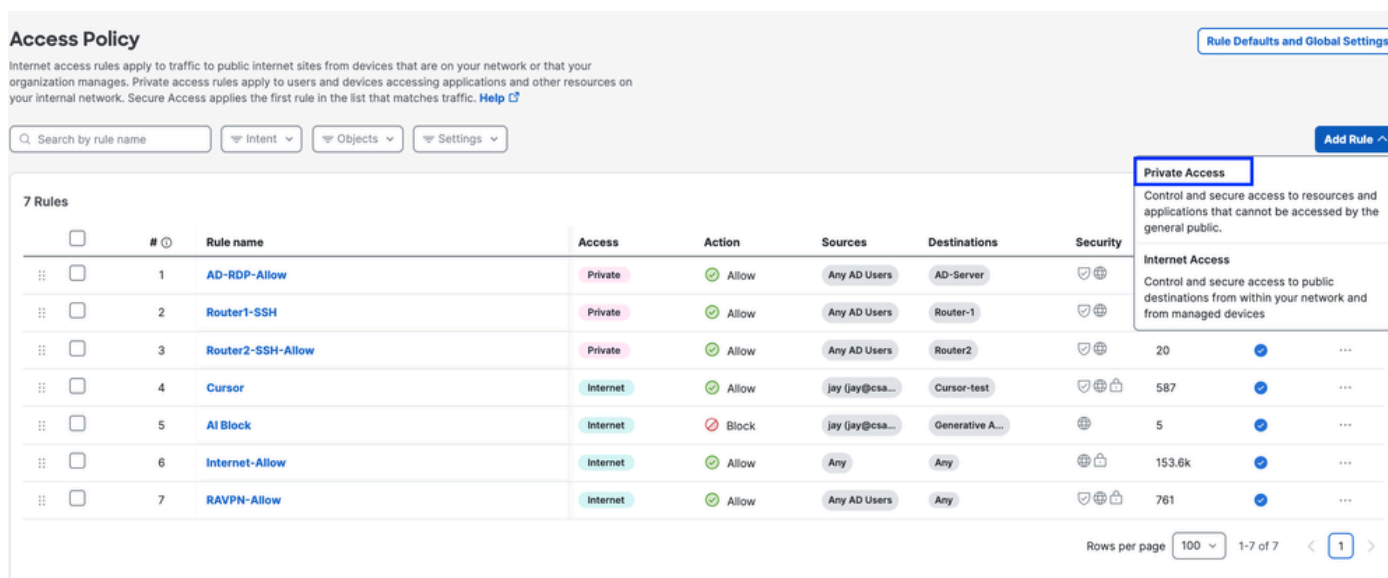 Access Policy
Rule Defaults and Global Settings
Internet access rules apply to traffic to public internet sites from devices that are on your network or that your
organization manages. Private access rules apply to users and devices accessing applications and other resources on
your internal network. Secure Access applies the first rule in the list that matches traffic. Help
Search by rule name Intent Objects Settings Add Rule
Private Access
Control and secure access to resources and
applications that cannot be accessed by the
general public.
Internet Access
Control and secure access to public
destinations from within your network and
from managed devices
7 Rules
# Rule name Access Action Sources Destinations Security
1 AD-RDP-Allow Private Allow Any AD Users AD-Server
2 Router1-SSH Private Allow Any AD Users Router-1
3 Router2-SSH-Allow Private Allow Any AD Users Router2 20 ...
4 Cursor Internet Allow jay (jay@csa... Cursor-test 587 ...
5 AI Block Internet Block jay (jay@csa... Generative A... 5 ...
6 Internet-Allow Internet Allow Any Any 153.6k ...
7 RAVPN-Allow Internet Allow Any AD Users Any 761 ...
Rows per page 100 1-7 of 7 < 1 >